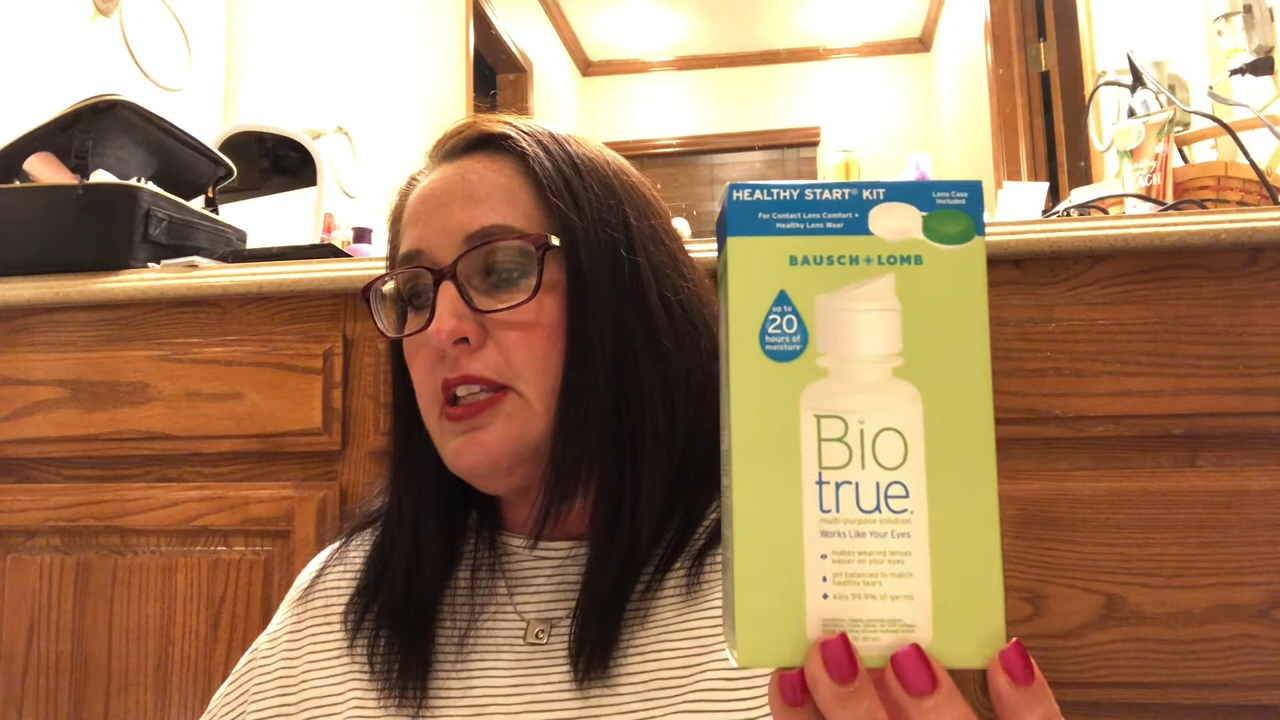 HEALTHY START® KIT
Lens Case
Included
For Contact Lens Comfort +
Healthy Lens Wear
BAUSCH + LOMB
up to
20
hours of
moisture*
Bio
true.
multi-purpose solution
Works Like Your Eyes
makes wearing lenses
easier on your eyes
pH balanced to match
healthy tears
kills 99.9% of germs
C